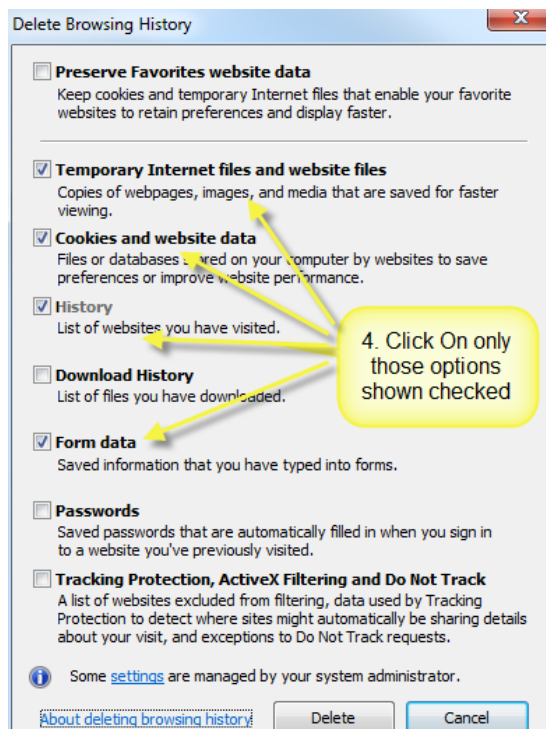 Delete Browsing History
Preserve Favorites website data
Keep cookies and temporary Internet files that enable your favorite
websites to retain preferences and display faster.
Temporary Internet files and website files
Copies of webpages, images, and media that are saved for faster
viewing.
Cookies and website data
Files or databases stored on your computer by websites to save
preferences or improve website performance.
History
List of websites you have visited.
4. Click On only
those options
shown checked
Download History
List of files you have downloaded.
Form data
Saved information that you have typed into forms.
Passwords
Saved passwords that are automatically filled in when you sign in
to a website you've previously visited.
Tracking Protection, ActiveX Filtering and Do Not Track
A list of websites excluded from filtering, data used by Tracking
Protection to detect where sites might automatically be sharing details
about your visit, and exceptions to Do Not Track requests.
Some settings are managed by your system administrator.
About deleting browsing history
Delete
Cancel